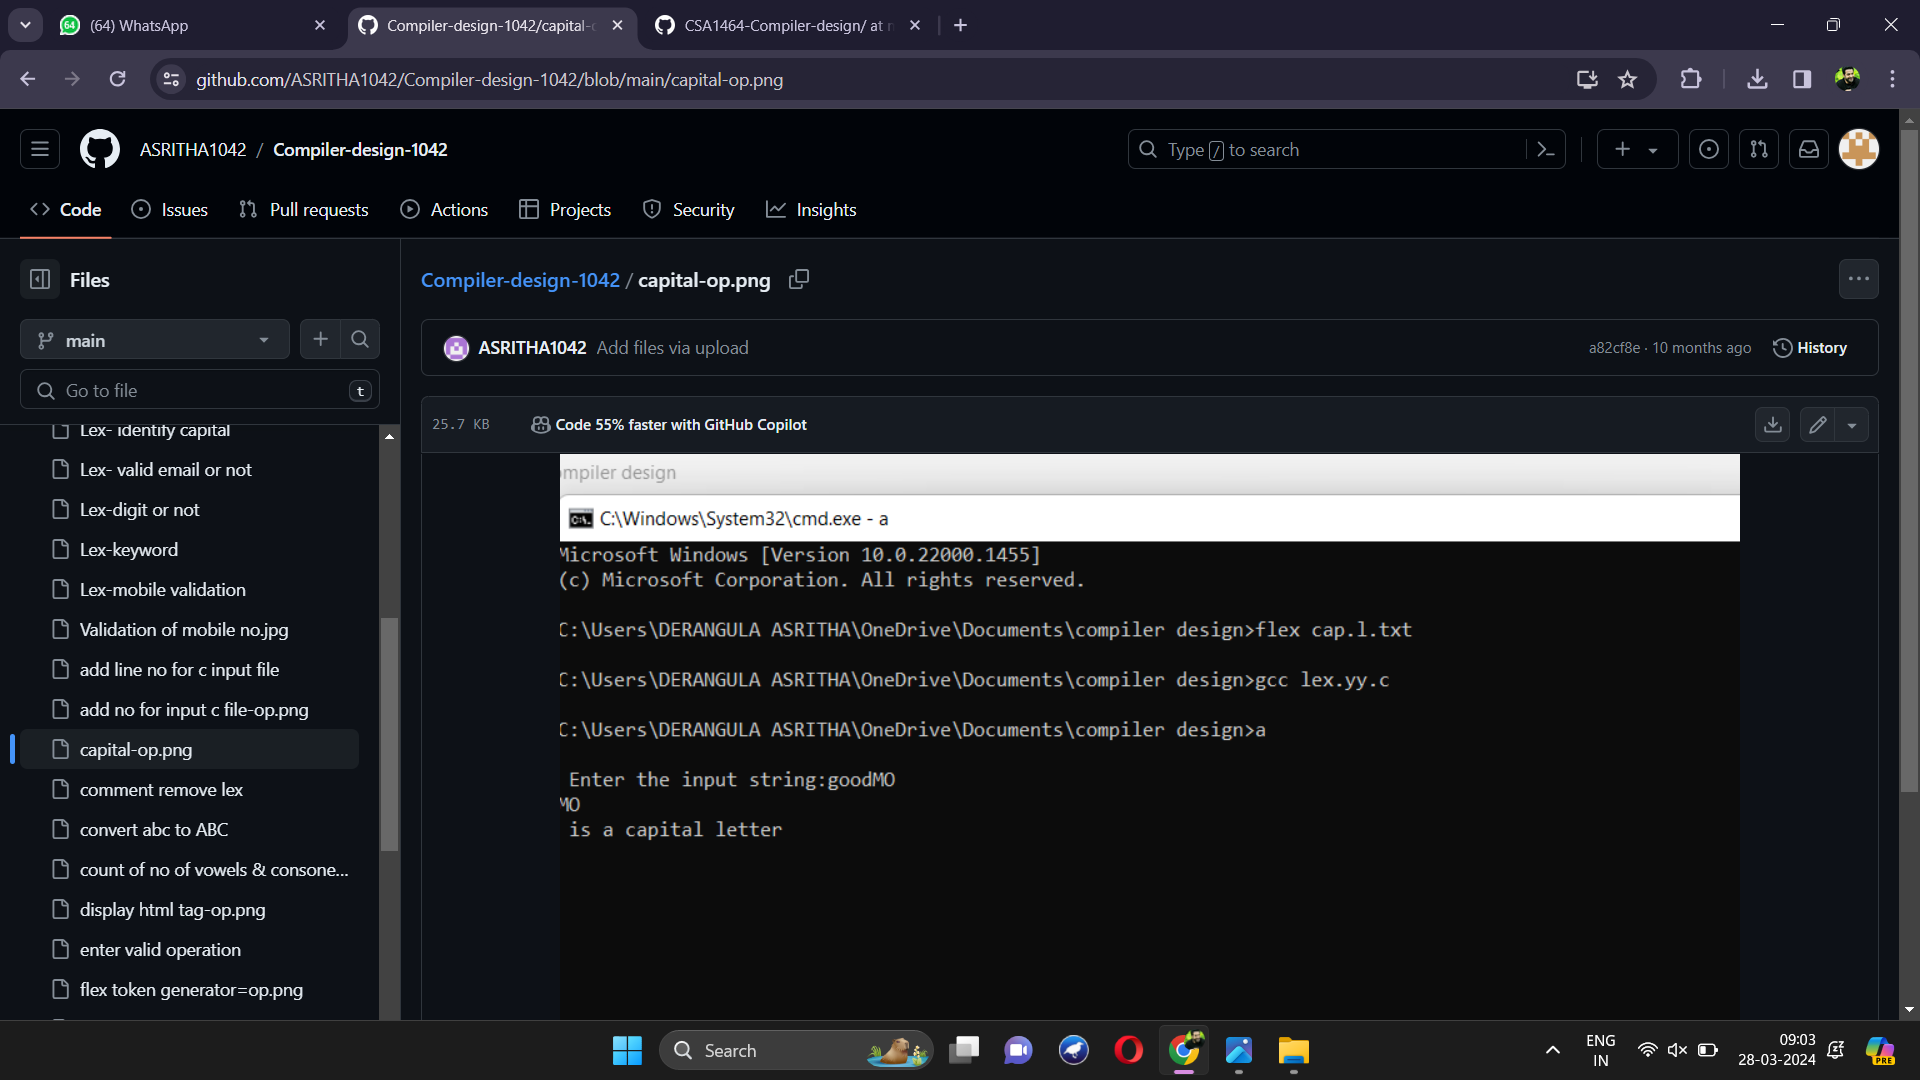 (64) WhatsApp
Compiler-design-1042/capital-o
CSA1464-Compiler-design/ at
github.com/ASRITHA1042/Compiler-design-1042/blob/main/capital-op.png
ASRITHA1042 / Compiler-design-1042
Type / to search
Code
Issues
Pull requests
Actions
Projects
Security
Insights
Files
main
Go to file
t
Lex- identify capital
Lex- valid email or not
Lex-digit or not
Lex-keyword
Lex-mobile validation
Validation of mobile no.jpg
add line no for c input file
add no for input c file-op.png
capital-op.png
comment remove lex
convert abc to ABC
count of no of vowels & consone...
display html tag-op.png
enter valid operation
flex token generator=op.png
Compiler-design-1042 / capital-op.png
ASRITHA1042 Add files via upload
a82cf8e · 10 months ago
History
25.7 KB
Code 55% faster with GitHub Copilot
ompiler design
C:\Windows\System32\cmd.exe - a
Microsoft Windows [Version 10.0.22000.1455]
(c) Microsoft Corporation. All rights reserved.
C:\Users\DERANGULA ASRITHA\OneDrive\Documents\compiler design>flex cap.l.txt
C:\Users\DERANGULA ASRITHA\OneDrive\Documents\compiler design>gcc lex.yy.c
C:\Users\DERANGULA ASRITHA\OneDrive\Documents\compiler design>a
Enter the input string:goodMO
MO
is a capital letter
Search
ENG
IN
09:03
28-03-2024
PRE